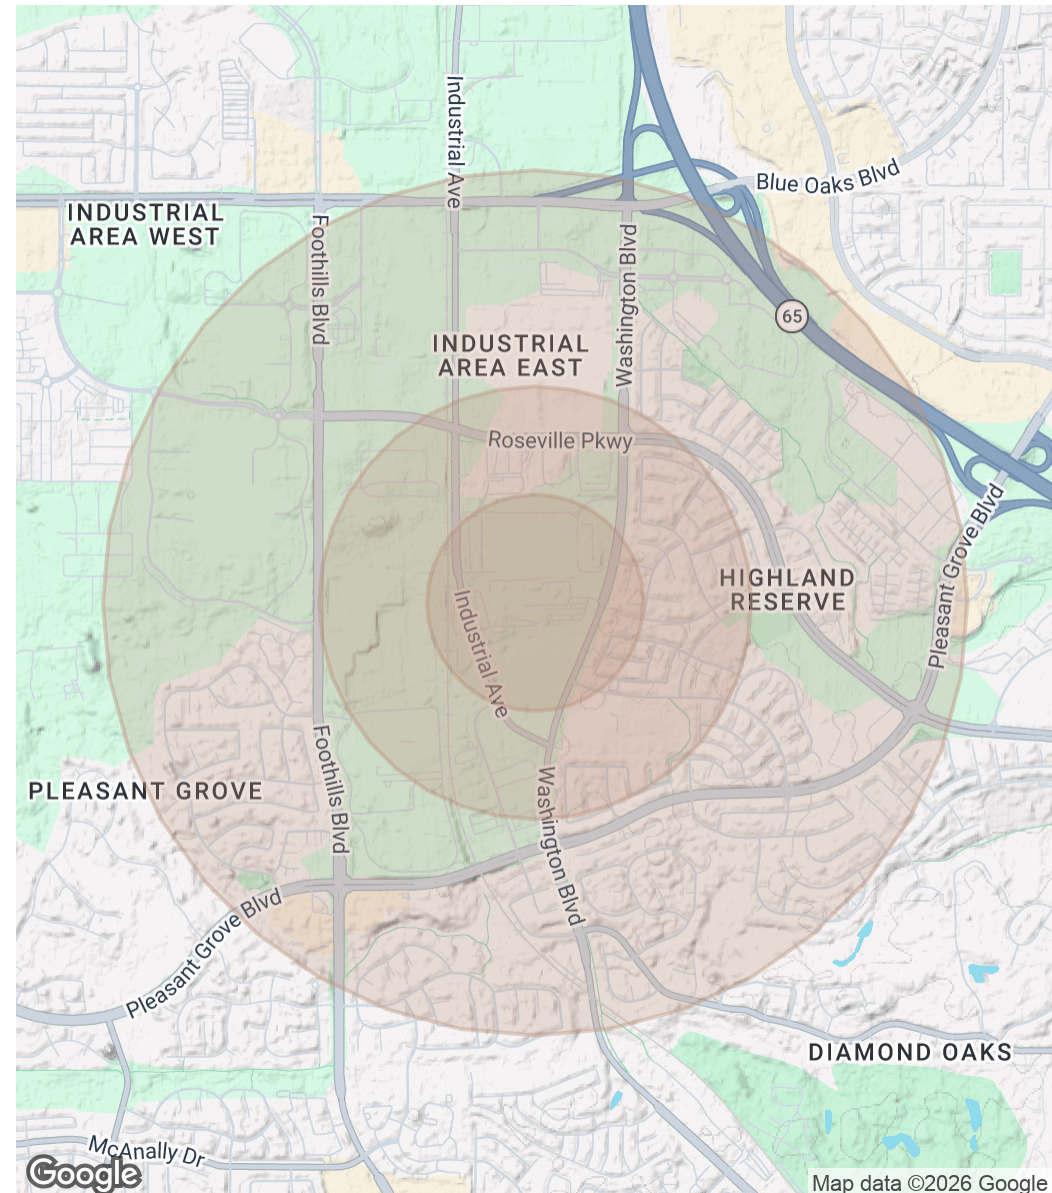 Industrial Ave
Blue Oaks Blvd
INDUSTRIAL
AREA WEST
Foothills Blvd
Washington Blvd
65
INDUSTRIAL
AREA EAST
Roseville Pkwy
Pleasant Grove Blvd
HIGHLAND
RESERVE
Industrial Ave
Foothills Blvd
PLEASANT GROVE
Washington Blvd
Pleasant Grove Blvd
DIAMOND OAKS
McAnally Dr
Google
Map data ©2026 Google